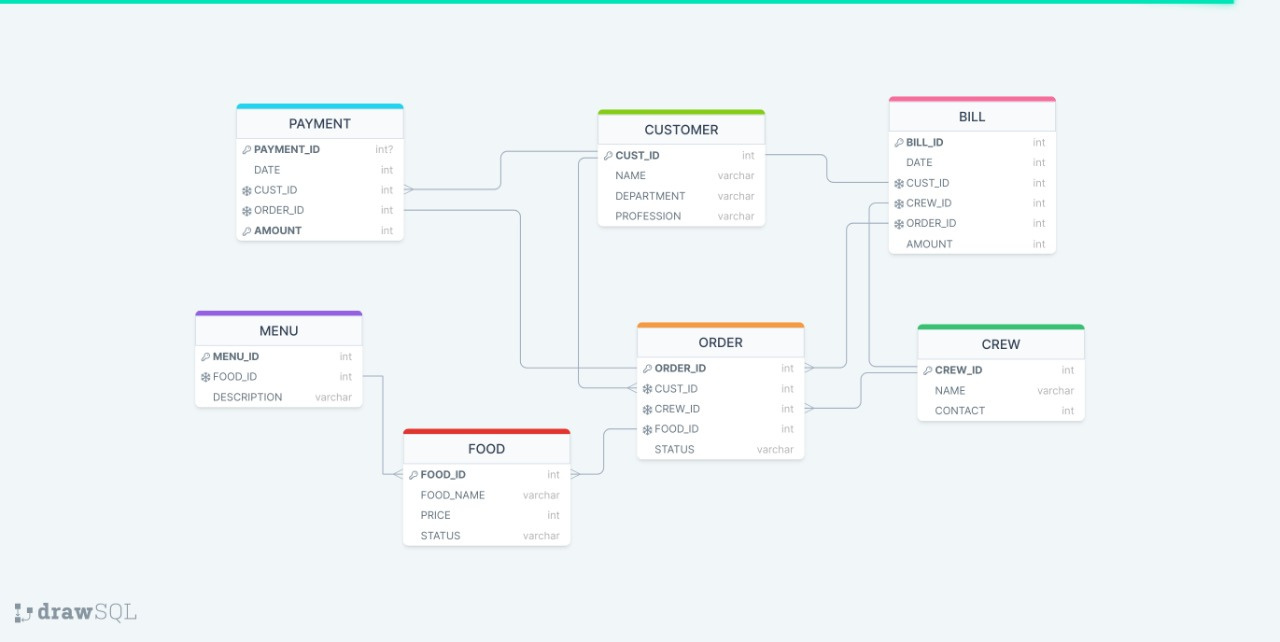 PAYMENT
PAYMENT_ID int?
DATE int
CUST_ID int
ORDER_ID int
AMOUNT int
CUSTOMER
CUST_ID int
NAME varchar
DEPARTMENT varchar
PROFESSION varchar
BILL
BILL_ID int
DATE int
CUST_ID int
CREW_ID int
ORDER_ID int
AMOUNT int
MENU
MENU_ID int
FOOD_ID int
DESCRIPTION varchar
ORDER
ORDER_ID int
CUST_ID int
CREW_ID int
FOOD_ID int
STATUS varchar
CREW
CREW_ID int
NAME varchar
CONTACT int
FOOD
FOOD_ID int
FOOD_NAME varchar
PRICE int
STATUS varchar
drawSQL